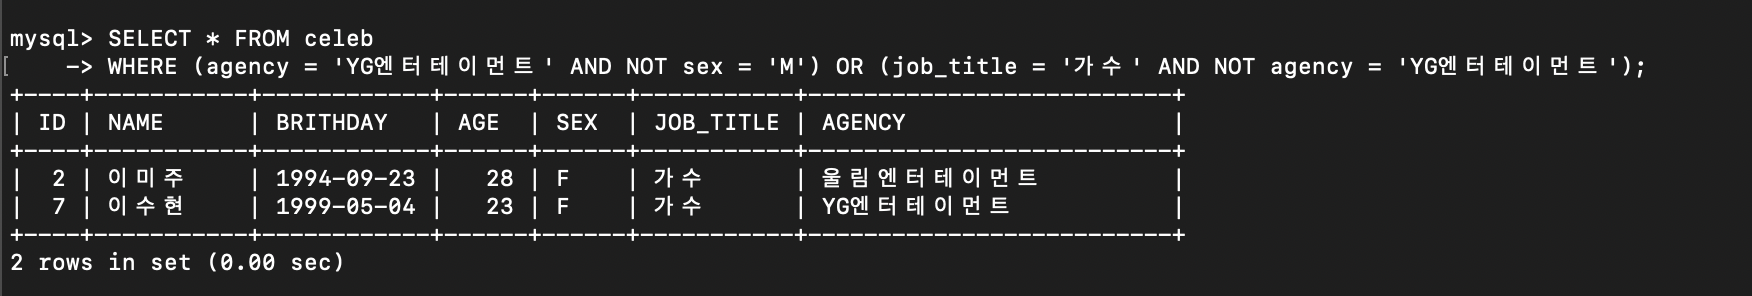 mysql> SELECT * FROM celeb
[    -> WHERE (agency = 'YG엔터테이먼트' AND NOT sex = 'M') OR (job_title = '가수' AND NOT agency = 'YG엔터테이먼트');
+----+-----------+------------+------+------+-----------+--------------------------+
| ID | NAME      | BRITHDAY   | AGE  | SEX  | JOB_TITLE | AGENCY                   |
+----+-----------+------------+------+------+-----------+--------------------------+
|  2 | 이미주    | 1994-09-23 |   28 | F    | 가수      | 울림엔터테이먼트         |
|  7 | 이수현    | 1999-05-04 |   23 | F    | 가수      | YG엔터테이먼트           |
+----+-----------+------------+------+------+-----------+--------------------------+
2 rows in set (0.00 sec)